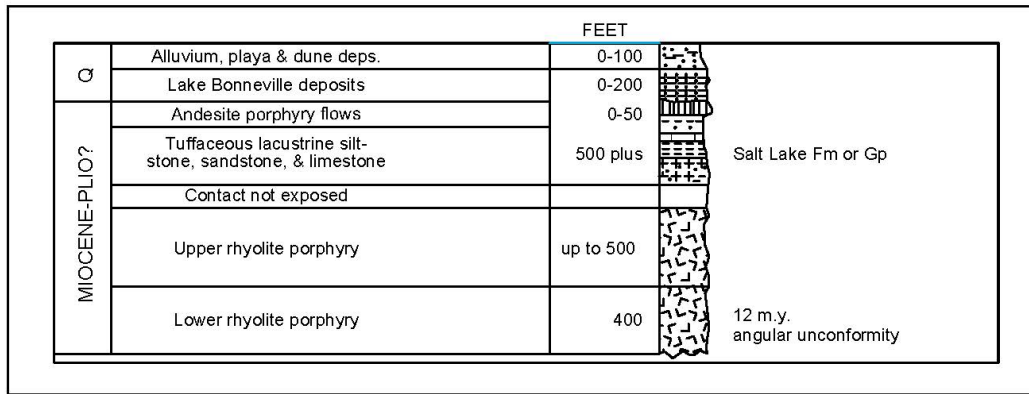 FEET
Q
Alluvium, playa & dune deps.
0-100
Lake Bonneville deposits
0-200
MIOCENE-PLIO?
Andesite porphyry flows
0-50
Tuffaceous lacustrine silt-
stone, sandstone, & limestone
500 plus
Salt Lake Fm or Gp
Contact not exposed
Upper rhyolite porphyry
up to 500
Lower rhyolite porphyry
400
12 m.y.
angular unconformity